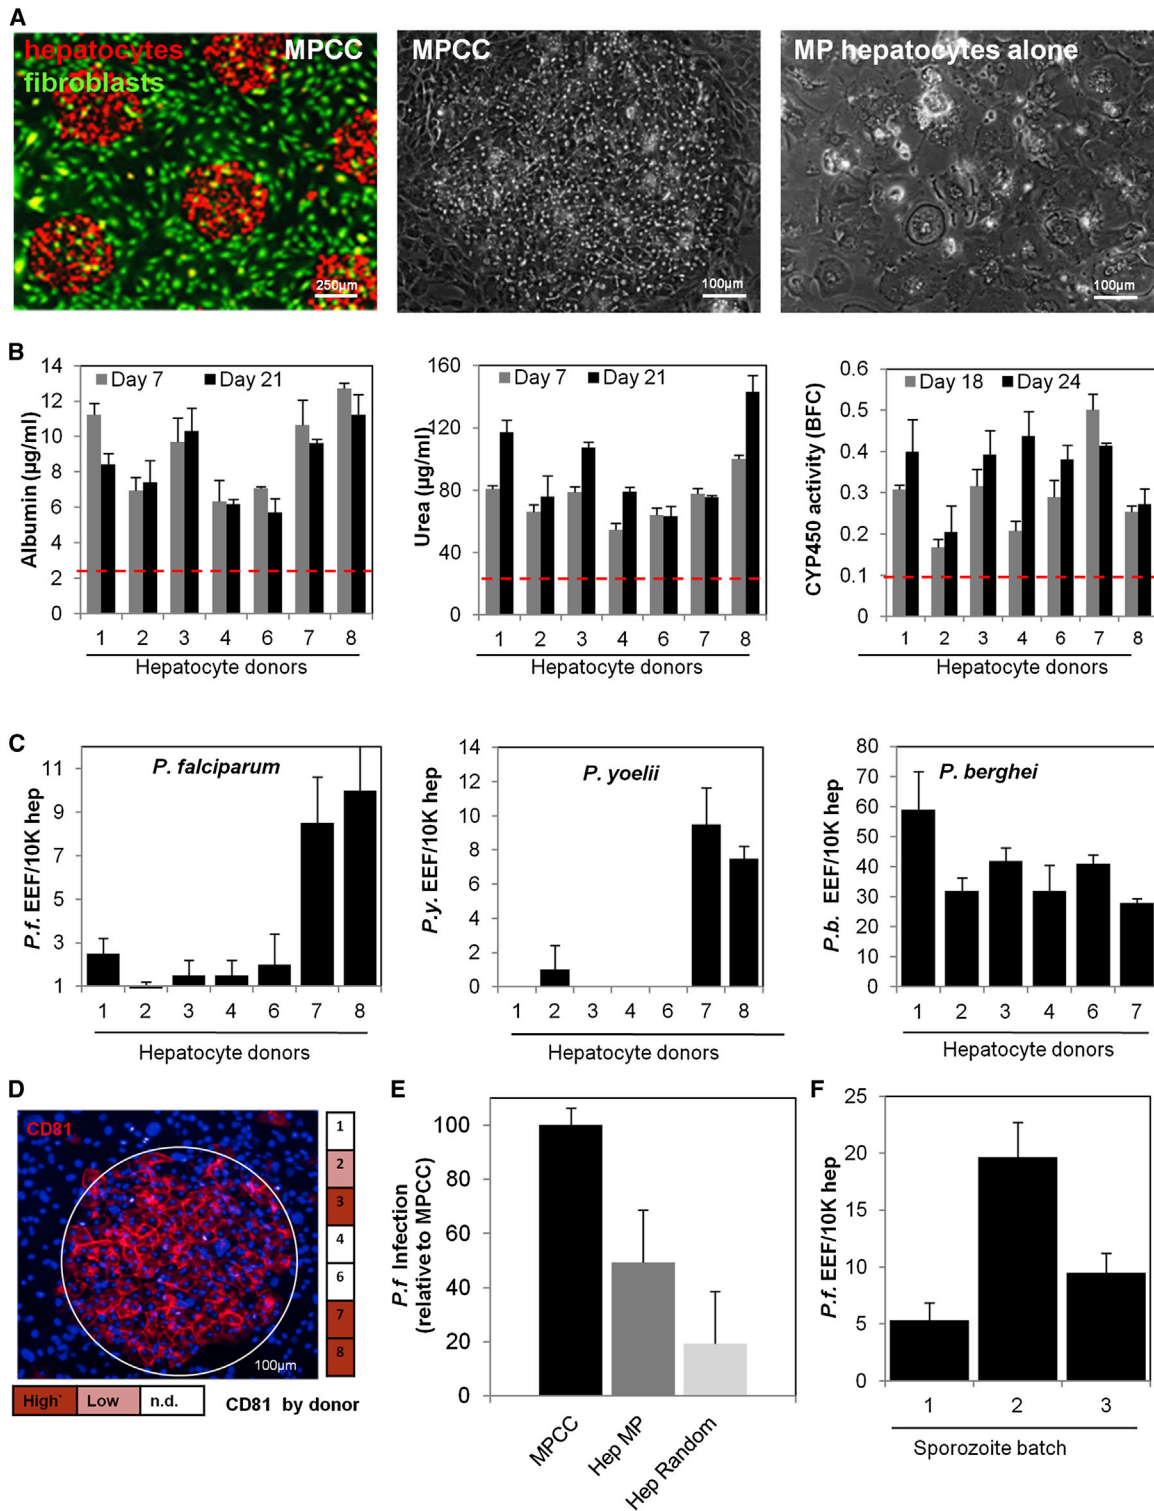 A
hepatocytes
fibroblasts
MPCC
250µm
MPCC
100µm
MP hepatocytes alone
100µm
B
Albumin (µg/ml)
14
12
10
8
6
4
2
0
Day 7
Day 21
1 2 3 4 6 7 8
Hepatocyte donors
Urea (µg/ml)
160
120
80
40
0
Day 7
Day 21
1 2 3 4 6 7 8
Hepatocyte donors
CYP450 activity (BFC)
0.6
0.5
0.4
0.3
0.2
0.1
0
Day 18
Day 24
1 2 3 4 6 7 8
Hepatocyte donors
C
P.f. EEF/10K hep
11
9
7
5
3
1
P. falciparum
1 2 3 4 6 7 8
Hepatocyte donors
P.y. EEF/10K hep
14
12
10
8
6
4
2
0
P. yoelii
1 2 3 4 6 7 8
Hepatocyte donors
P.b. EEF/10K hep
80
70
60
50
40
30
20
10
0
P. berghei
1 2 3 4 6 7
Hepatocyte donors
D
CD81
100µm
1
2
3
4
6
7
8
High
Low
n.d.
CD81 by donor
E
P.f Infection
(relative to MPCC)
100
80
60
40
20
0
MPCC
Hep MP
Hep Random
F
P.f. EEF/10K hep
25
20
15
10
5
0
1 2 3
Sporozoite batch